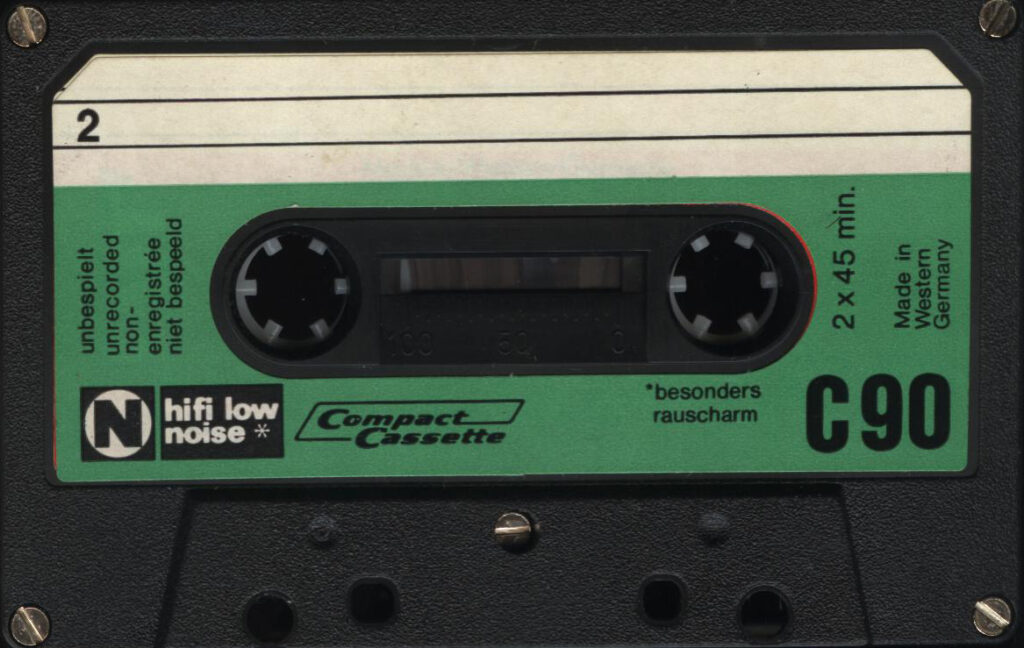 2
unbespielt
unrecorded
non-
enregistrée
niet bespeeld
100 50 0
2 x 45 min.
Made in
Western
Germany
N
hifi low
noise *
Compact
Cassette
*besonders
rauscharm
C90